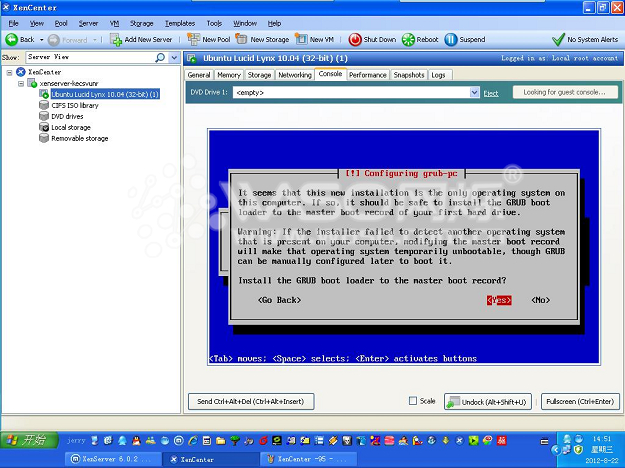 XenCenter
File View Pool Server VM Storage Templates Tools Window Help
Back Forward Add New Server New Pool New Storage New VM Shut Down Reboot Suspend No System Alerts
Show: Server View
Ubuntu Lucid Lynx 10.04 (32-bit) (1)
Logged in as: Local root account
XenCenter
xenserver-kecsvunr
Ubuntu Lucid Lynx 10.04 (32-bit) (1)
CIFS ISO library
DVD drives
Local storage
Removable storage
General Memory Storage Networking Console Performance Snapshots Logs
DVD Drive 1: <empty> Eject Looking for guest console...
[!] Configuring grub-pc
It seems that this new installation is the only operating system on
this computer. If so, it should be safe to install the GRUB boot
loader to the master boot record of your first hard drive.
Warning: If the installer failed to detect another operating system
that is present on your computer, modifying the master boot record
will make that operating system temporarily unbootable, though GRUB
can be manually configured later to boot it.
Install the GRUB boot loader to the master boot record?
<Go Back> <Yes> <No>
<Tab> moves; <Space> selects; <Enter> activates buttons
Send Ctrl+Alt+Del (Ctrl+Alt+Insert) Scale Undock (Alt+Shift+U) Fullscreen (Ctrl+Enter)
开始 jerry
14:51
星期三
2012-8-22
XenServer 6.0.2 ... XenCenter XenCenter -95 - ...